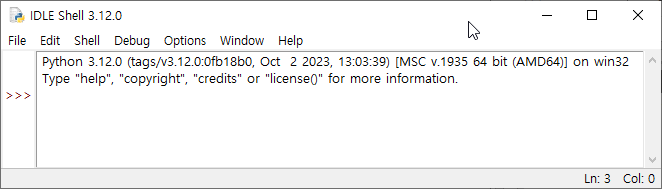 IDLE Shell 3.12.0
File Edit Shell Debug Options Window Help
Python 3.12.0 (tags/v3.12.0:0fb18b0, Oct  2 2023, 13:03:39) [MSC v.1935 64 bit (AMD64)] on win32
Type "help", "copyright", "credits" or "license()" for more information.
>>>
Ln: 3 Col: 0